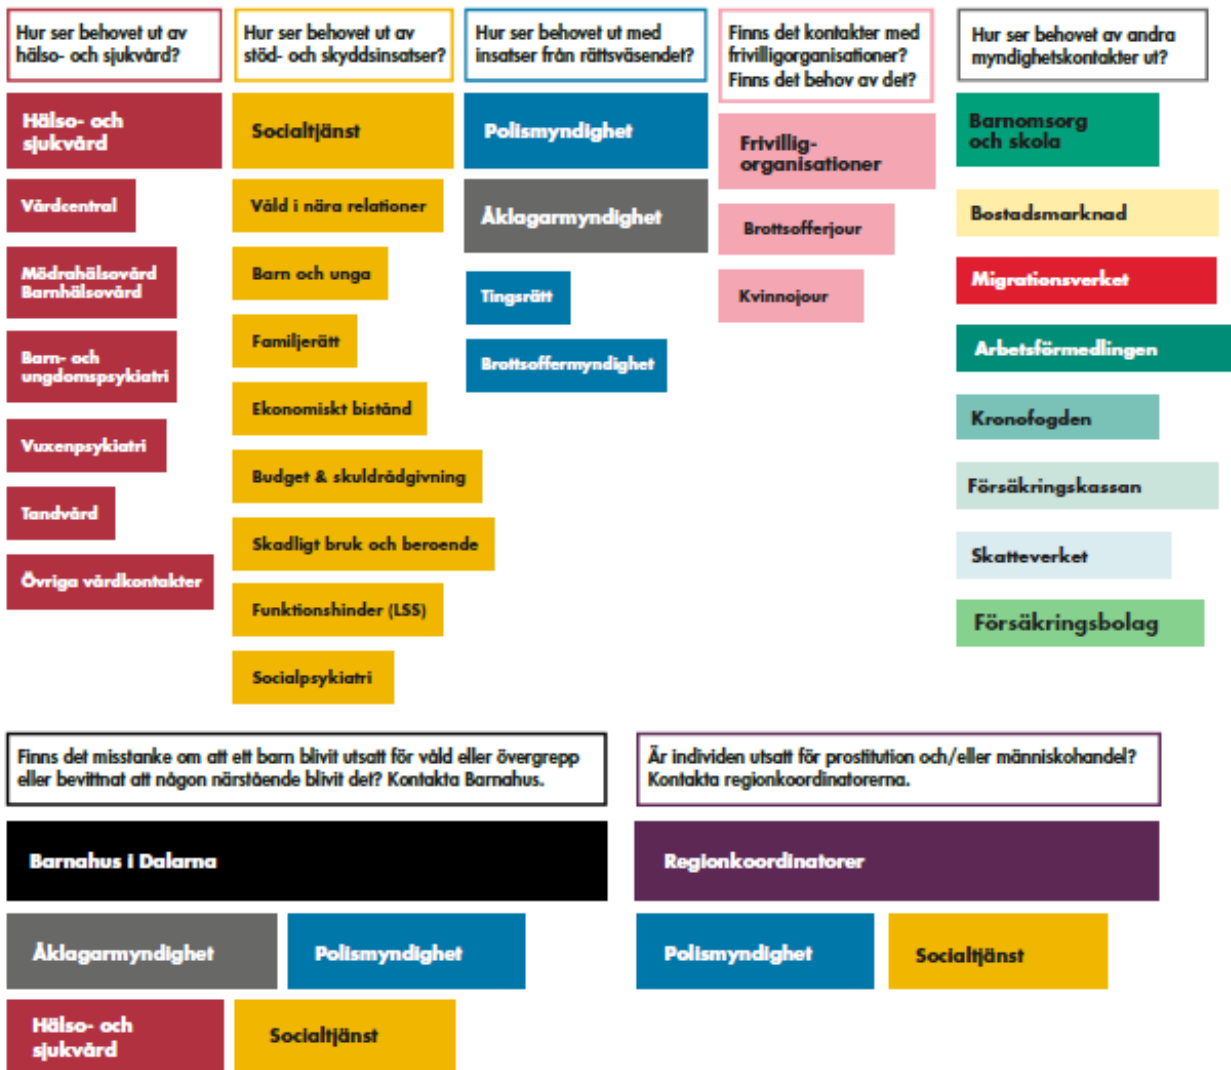 Hur ser behovet ut av
hälso- och sjukvård?
Hälso- och
sjukvård
Vårdcentral
Mödrahälsovård
Barnhälsovård
Barn- och
ungdomspsykiatri
Vuxenpsykiatri
Tandvård
Övriga vårdkontakter
Hur ser behovet ut av
stöd- och skyddsinsatser?
Socialtjänst
Våld i nära relationer
Barn och unga
Familjerätt
Ekonomiskt bistånd
Budget & skuldrådgivning
Skadligt bruk och beroende
Funktionshinder (LSS)
Socialpsykiatri
Hur ser behovet ut med
insatser från rättsväsendet?
Polismyndighet
Åklagarmyndighet
Tingsrätt
Brottsoffermyndighet
Finns det kontakter med
frivilligorganisationer?
Finns det behov av det?
Frivillig-
organisationer
Brottsofferjour
Kvinnojour
Hur ser behovet av andra
myndighetskontakter ut?
Barnomsorg
och skola
Bostadsmarknad
Migrationsverket
Arbetsförmedlingen
Kronofogden
Försäkringskassan
Skatteverket
Försäkringsbolag
Finns det misstanke om att ett barn blivit utsatt för våld eller övergrepp
eller bevittnat att någon närstående blivit det? Kontakta Barnahus.
Barnahus i Dalarna
Åklagarmyndighet
Polismyndighet
Hälso- och
sjukvård
Socialtjänst
Är individen utsatt för prostitution och/eller människohandel?
Kontakta regionkoordinatorerna.
Regionkoordinatorer
Polismyndighet
Socialtjänst